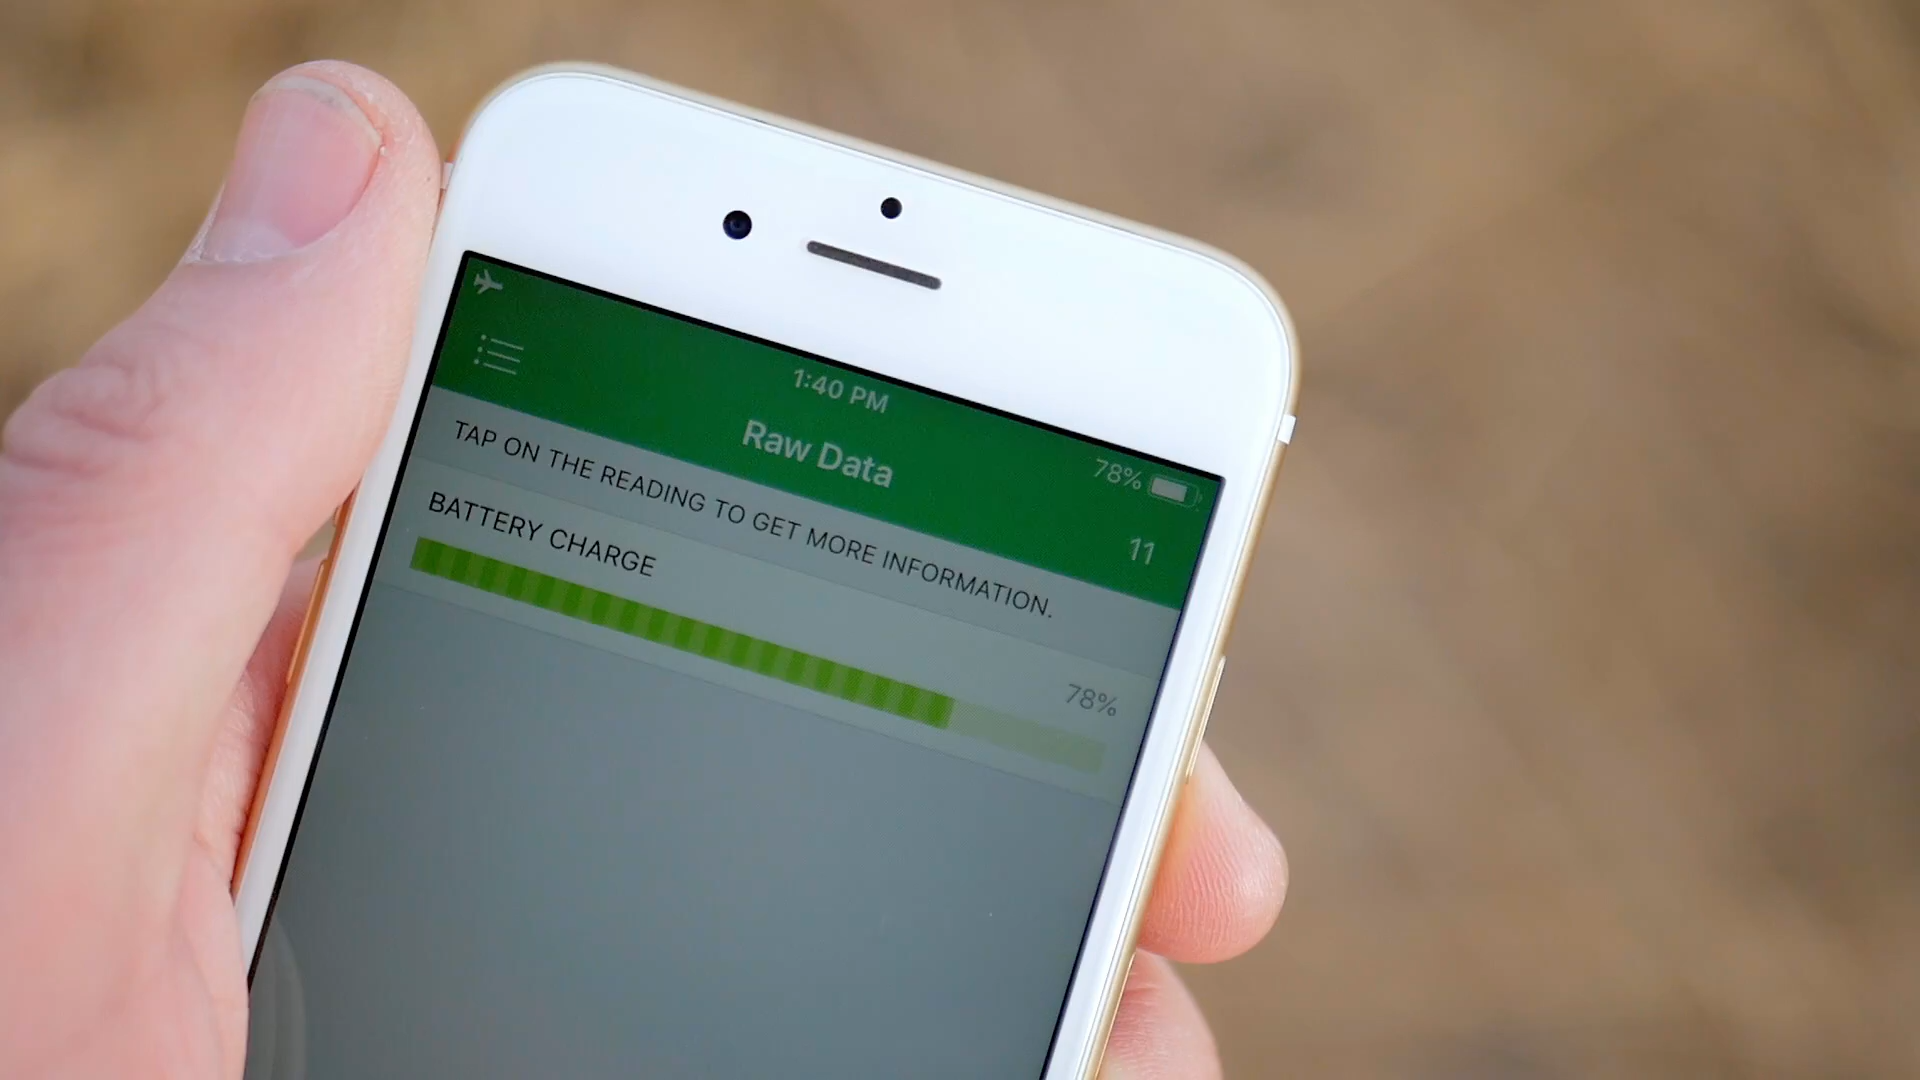 1:40 PM
78%
Raw Data
11
TAP ON THE READING TO GET MORE INFORMATION.
BATTERY CHARGE
78%